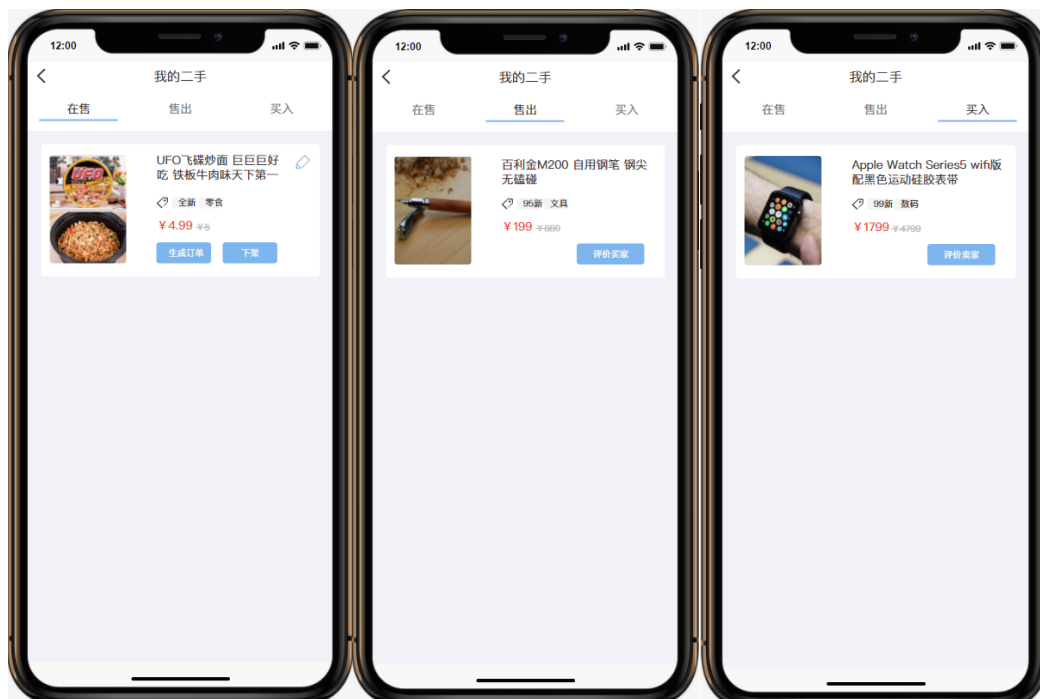 12:00
我的二手
在售
售出
买入
UFO
UFO飞碟炒面 巨巨巨好
吃 铁板牛肉味天下第一
全新 零食
￥4.99 ￥5
生成订单
下架
12:00
我的二手
在售
售出
买入
百利金M200 自用钢笔 钢尖
无磕碰
95新 文具
￥199 ￥880
评价买家
12:00
我的二手
在售
售出
买入
Apple Watch Series5 wifi版
配黑色运动硅胶表带
99新 数码
￥1799 ￥4799
评价卖家